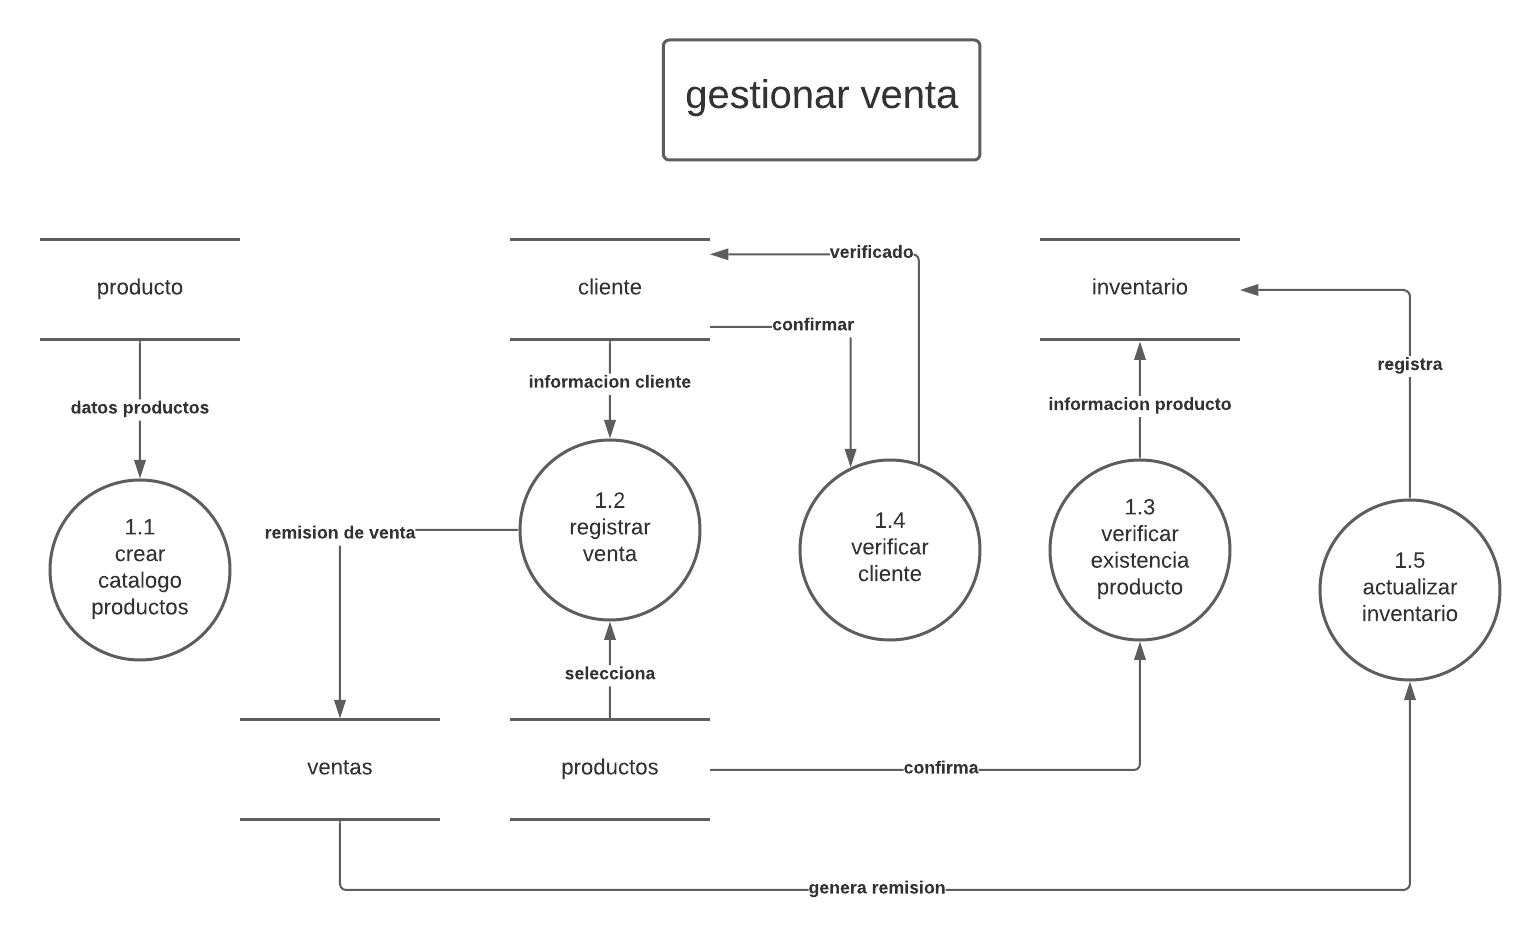 gestionar venta
producto
cliente
verificado
confirmar
inventario
registra
datos productos
informacion cliente
informacion producto
1.1
crear
catalogo
productos
remision de venta
1.2
registrar
venta
1.4
verificar
cliente
1.3
verificar
existencia
producto
1.5
actualizar
inventario
selecciona
ventas
productos
confirma
genera remision